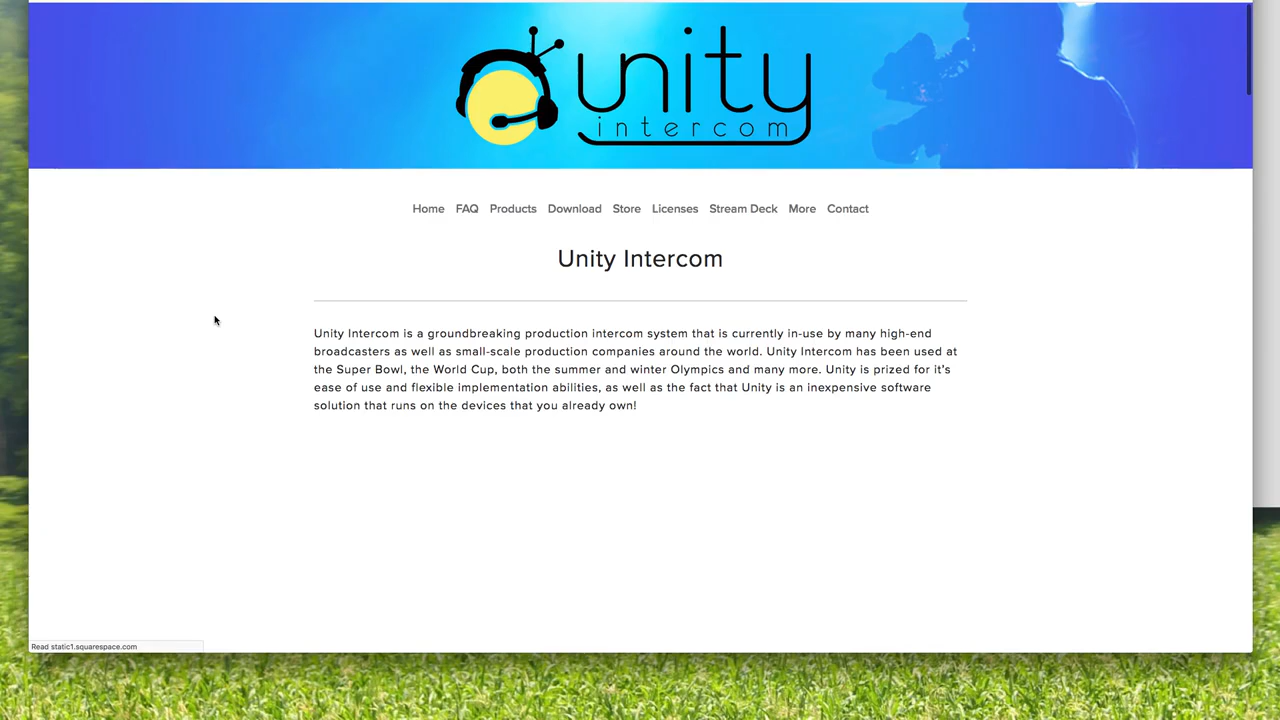 unity
intercom
Home FAQ Products Download Store Licenses Stream Deck More Contact
Unity Intercom
Unity Intercom is a groundbreaking production intercom system that is currently in-use by many high-end
broadcasters as well as small-scale production companies around the world. Unity Intercom has been used at
the Super Bowl, the World Cup, both the summer and winter Olympics and many more. Unity is prized for it's
ease of use and flexible implementation abilities, as well as the fact that Unity is an inexpensive software
solution that runs on the devices that you already own!
Read static1.squarespace.com